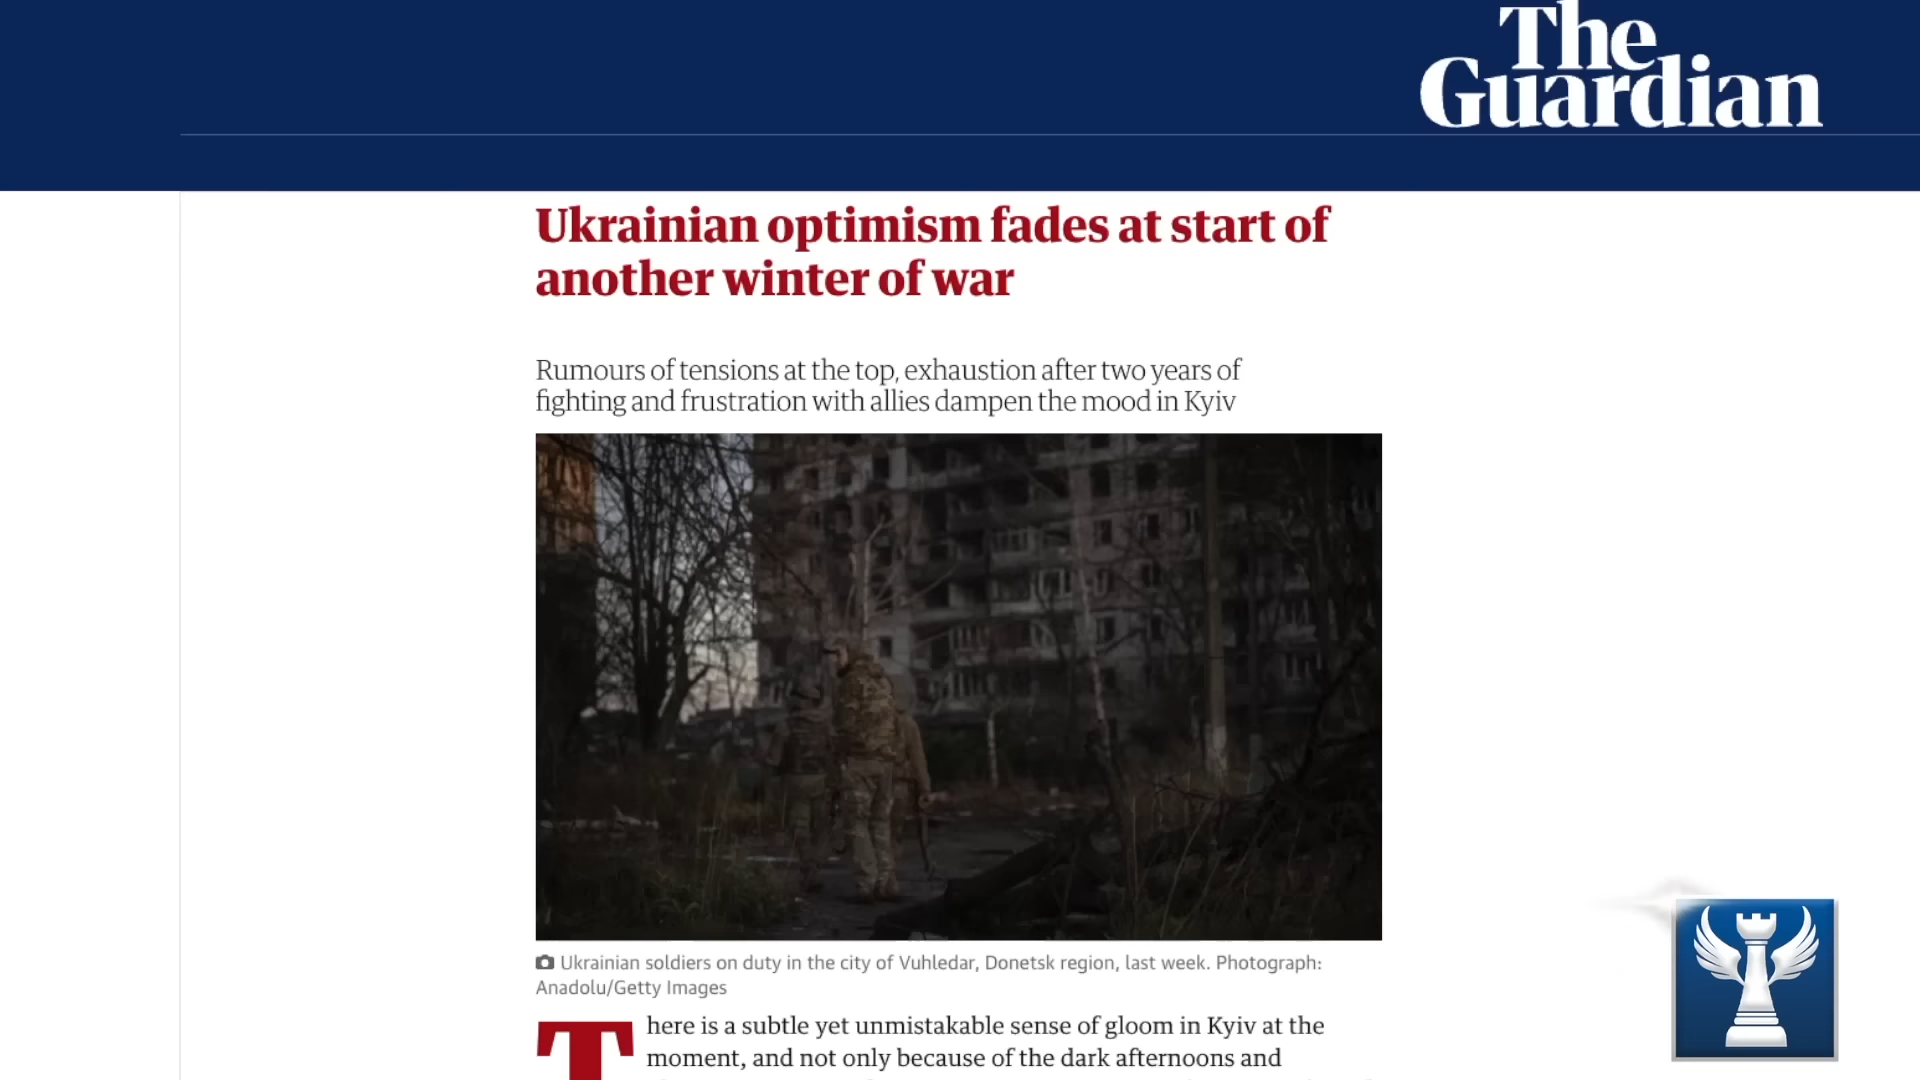 The
Guardian
Ukrainian optimism fades at start of
another winter of war
Rumours of tensions at the top, exhaustion after two years of
fighting and frustration with allies dampen the mood in Kyiv
Ukrainian soldiers on duty in the city of Vuhledar, Donetsk region, last week. Photograph:
Anadolu/Getty Images
There is a subtle yet unmistakable sense of gloom in Kyiv at the
moment, and not only because of the dark afternoons and